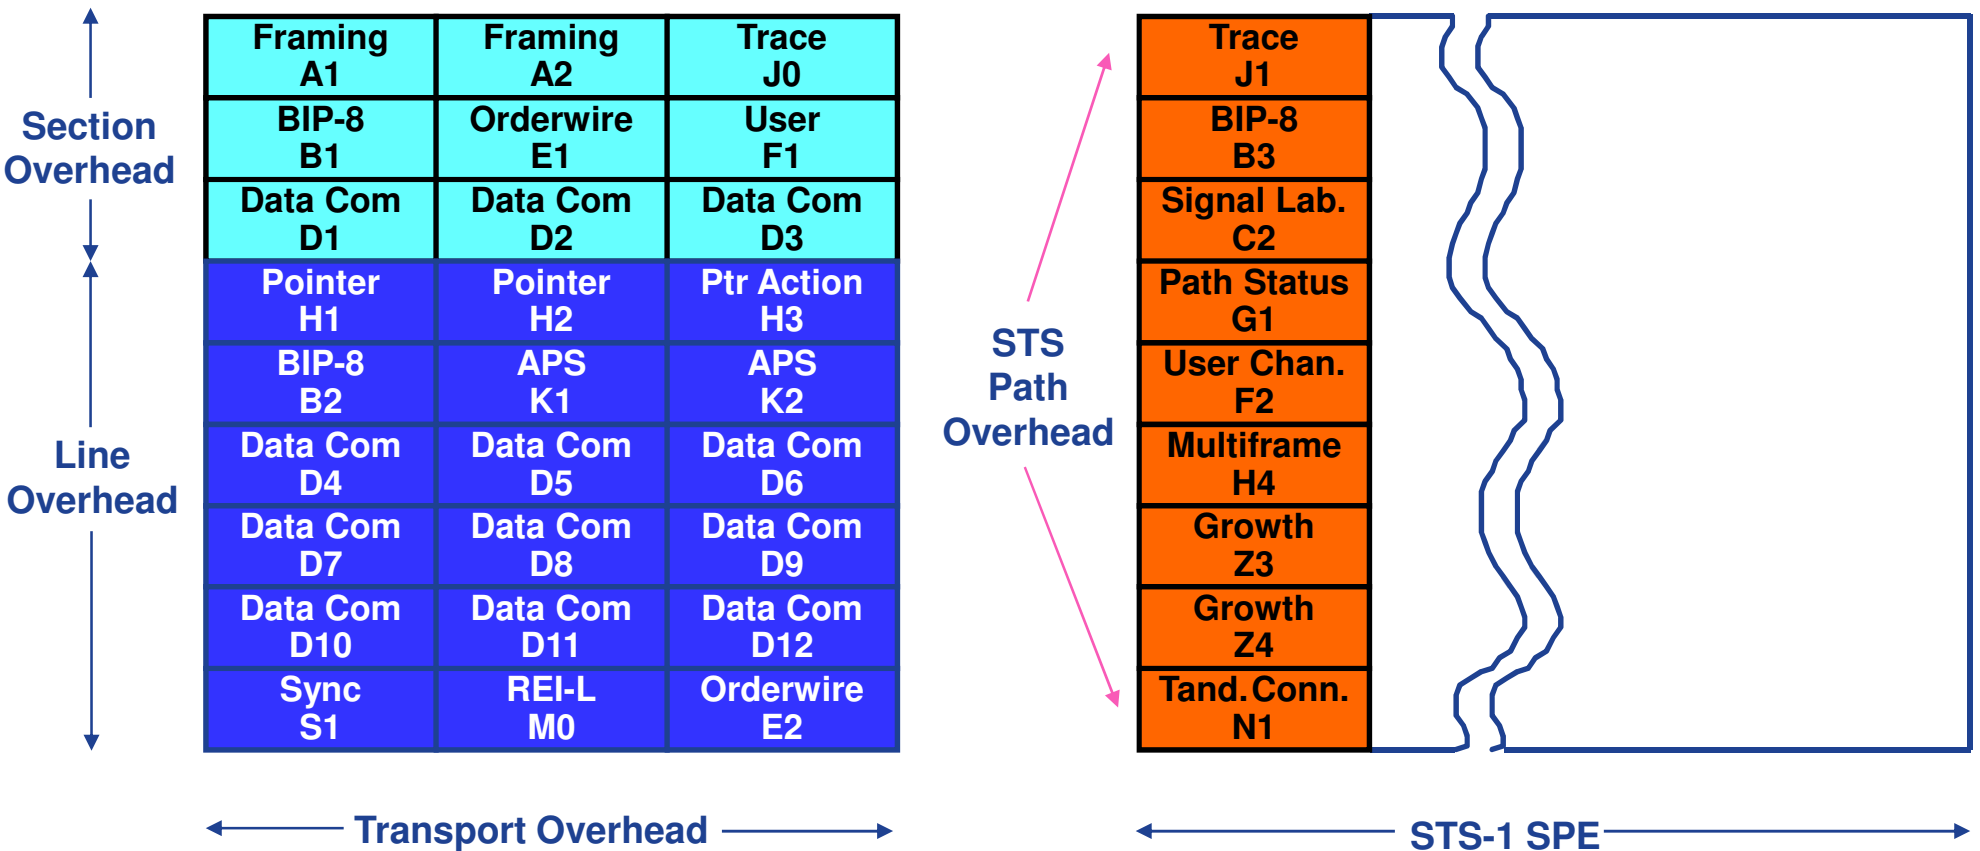 Section
Overhead
Line
Overhead
Framing
A1
Framing
A2
Trace
J0
BIP-8
B1
Orderwire
E1
User
F1
Data Com
D1
Data Com
D2
Data Com
D3
Pointer
H1
Pointer
H2
Ptr Action
H3
BIP-8
B2
APS
K1
APS
K2
Data Com
D4
Data Com
D5
Data Com
D6
Data Com
D7
Data Com
D8
Data Com
D9
Data Com
D10
Data Com
D11
Data Com
D12
Sync
S1
REI-L
M0
Orderwire
E2
Transport Overhead
STS
Path
Overhead
Trace
J1
BIP-8
B3
Signal Lab.
C2
Path Status
G1
User Chan.
F2
Multiframe
H4
Growth
Z3
Growth
Z4
Tand.Conn.
N1
STS-1 SPE